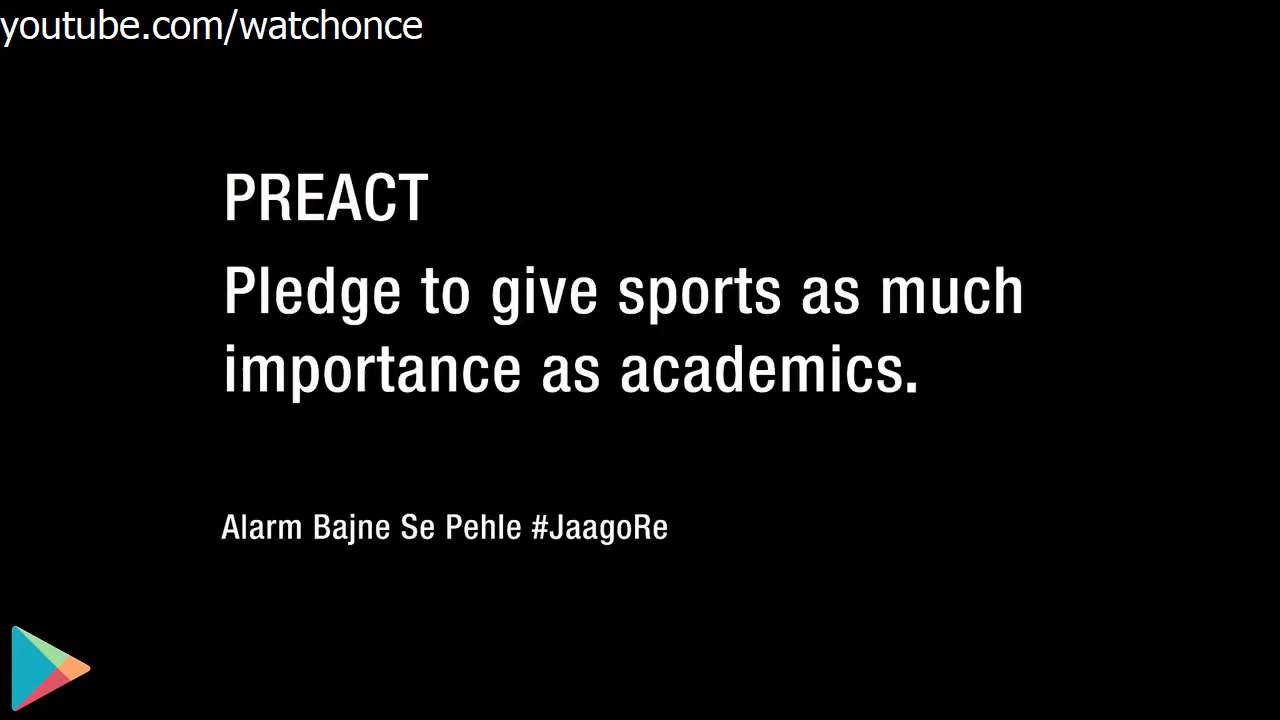 youtube.com/watchonce
PREACT
Pledge to give sports as much
importance as academics.
Alarm Bajne Se Pehle #JaagoRe